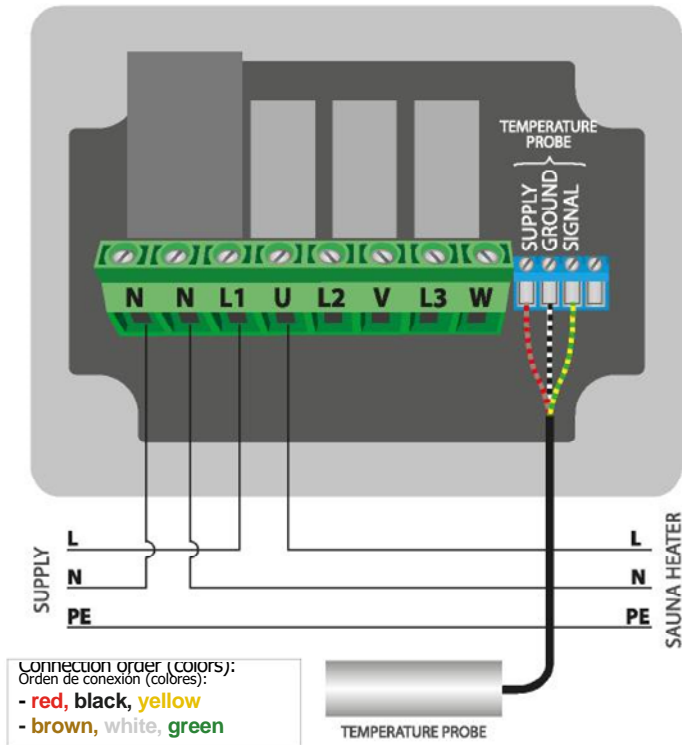 TEMPERATURE
PROBE
SUPPLY
GROUND
SIGNAL
N N L1 U L2 V L3 W
SUPPLY
L
N
PE
L
N
PE
SAUNA HEATER
Connection order (colors):
Orden de conexión (colores):
- red, black, yellow
- brown, white, green
TEMPERATURE PROBE